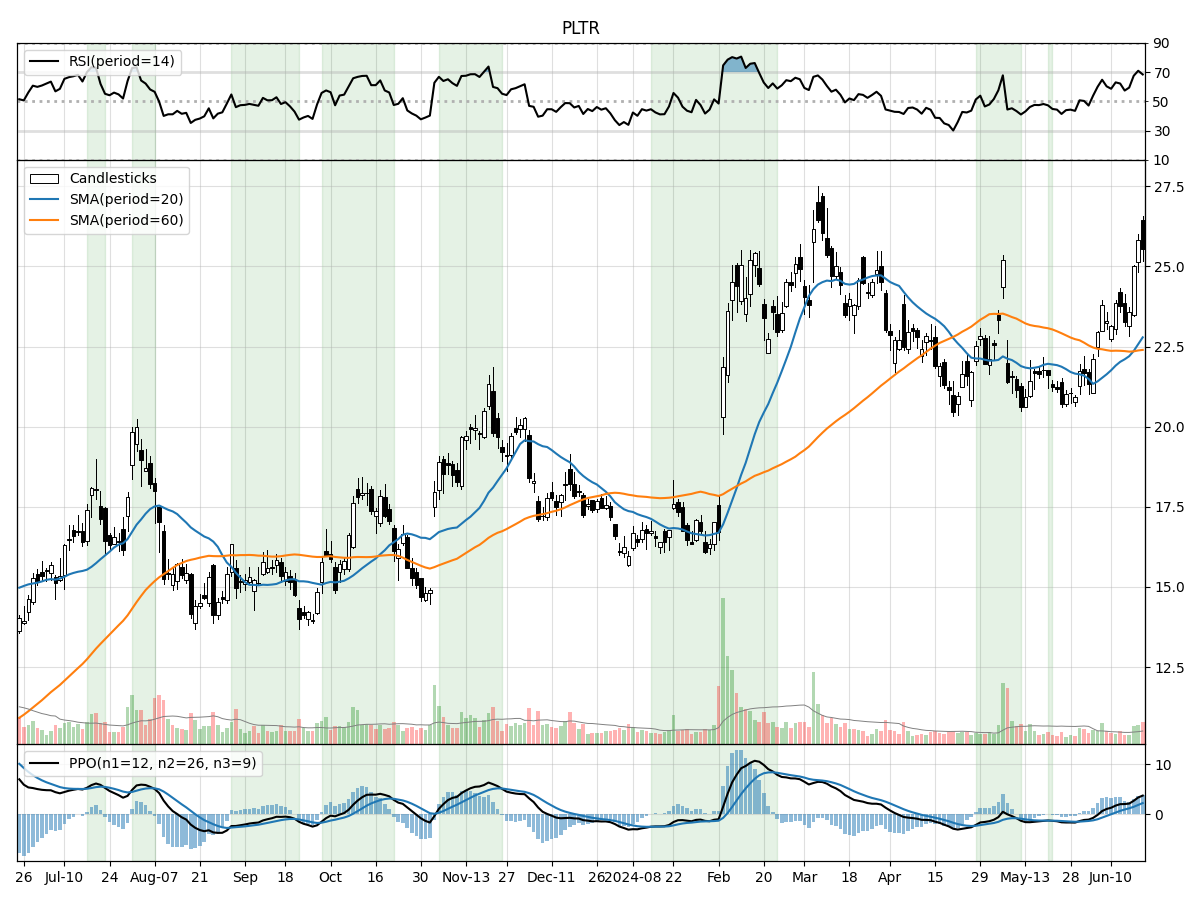 PLTR
RSI(period=14)
90
70
50
30
10
Candlesticks
SMA(period=20)
SMA(period=60)
27.5
25.0
22.5
20.0
17.5
15.0
12.5
PPO(n1=12, n2=26, n3=9)
10
0
26 Jul-10 24 Aug-07 21 Sep 18 Oct 16 30 Nov-13 27 Dec-11 26 2024-08 22 Feb 20 Mar 18 Apr 15 29 May-13 28 Jun-10